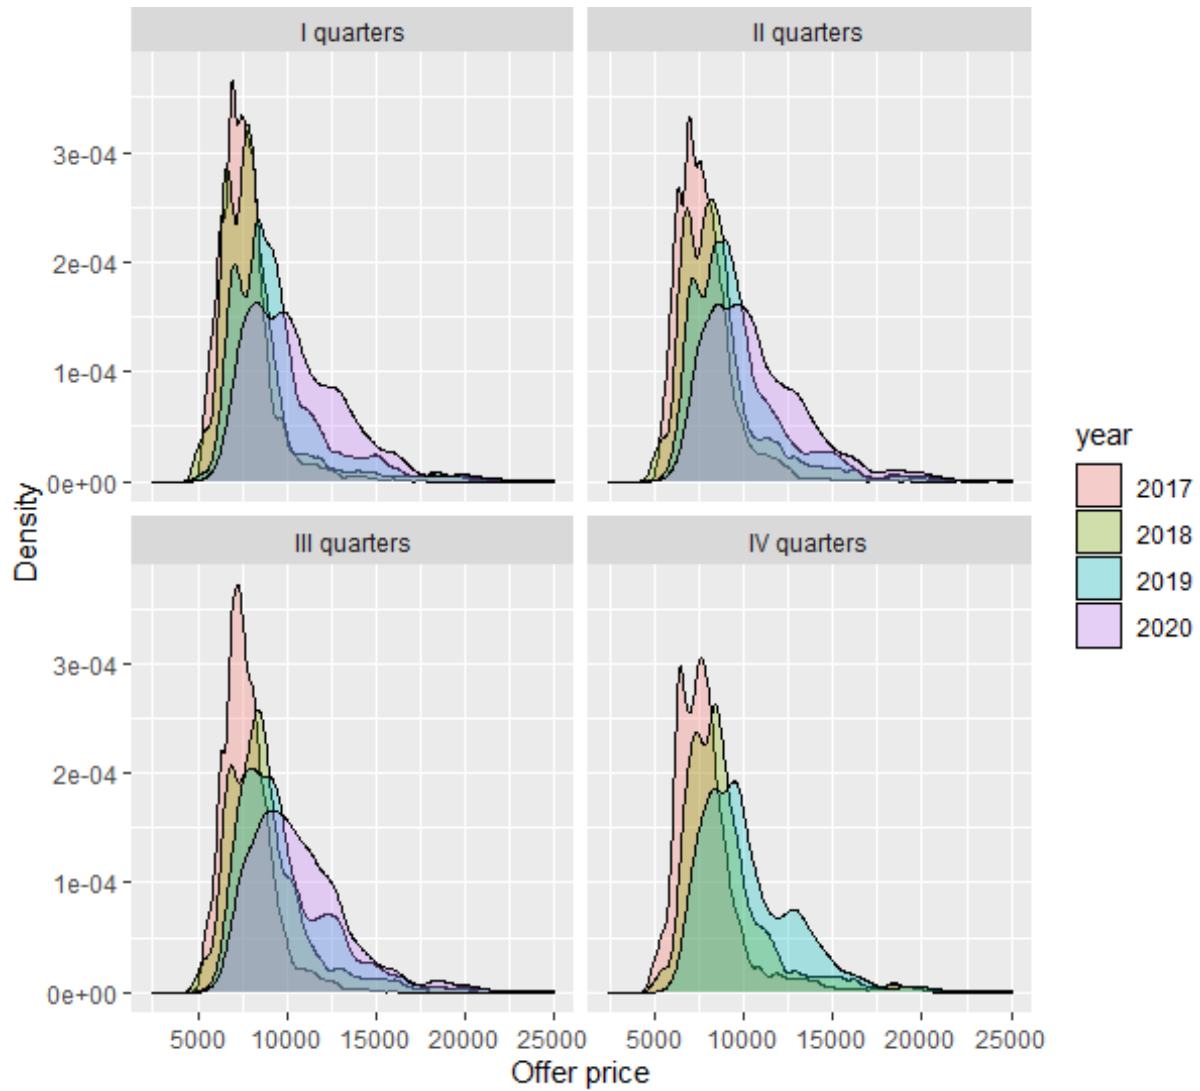 I quarters
II quarters
3e-04
2e-04
1e-04
0e+00
III quarters
IV quarters
3e-04
2e-04
1e-04
0e+00
5000 10000 15000 20000 25000
5000 10000 15000 20000 25000
Offer price
Density
year
2017
2018
2019
2020